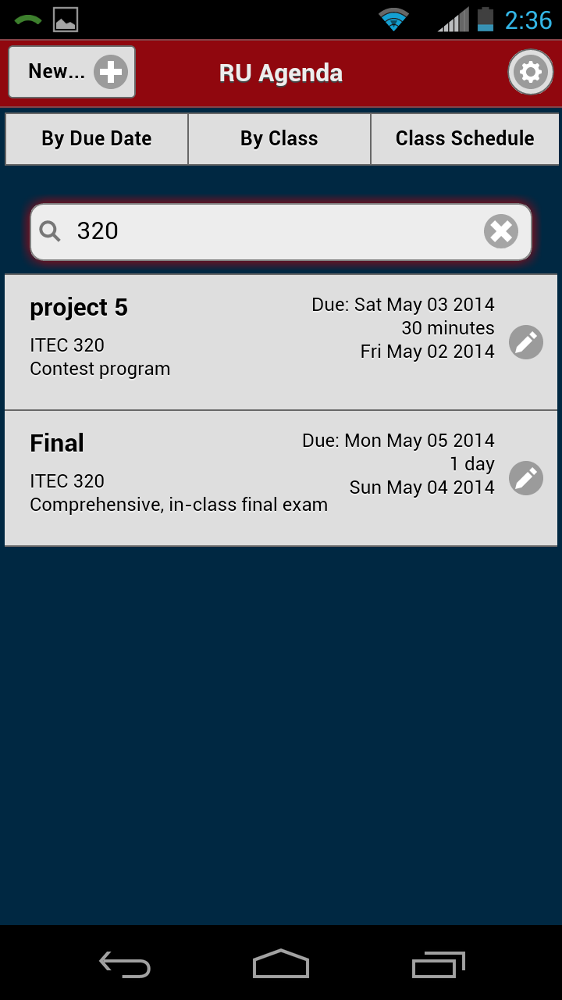 2:36
New...
RU Agenda
By Due Date
By Class
Class Schedule
320
project 5
Due: Sat May 03 2014
30 minutes
ITEC 320
Fri May 02 2014
Contest program
Final
Due: Mon May 05 2014
1 day
ITEC 320
Sun May 04 2014
Comprehensive, in-class final exam